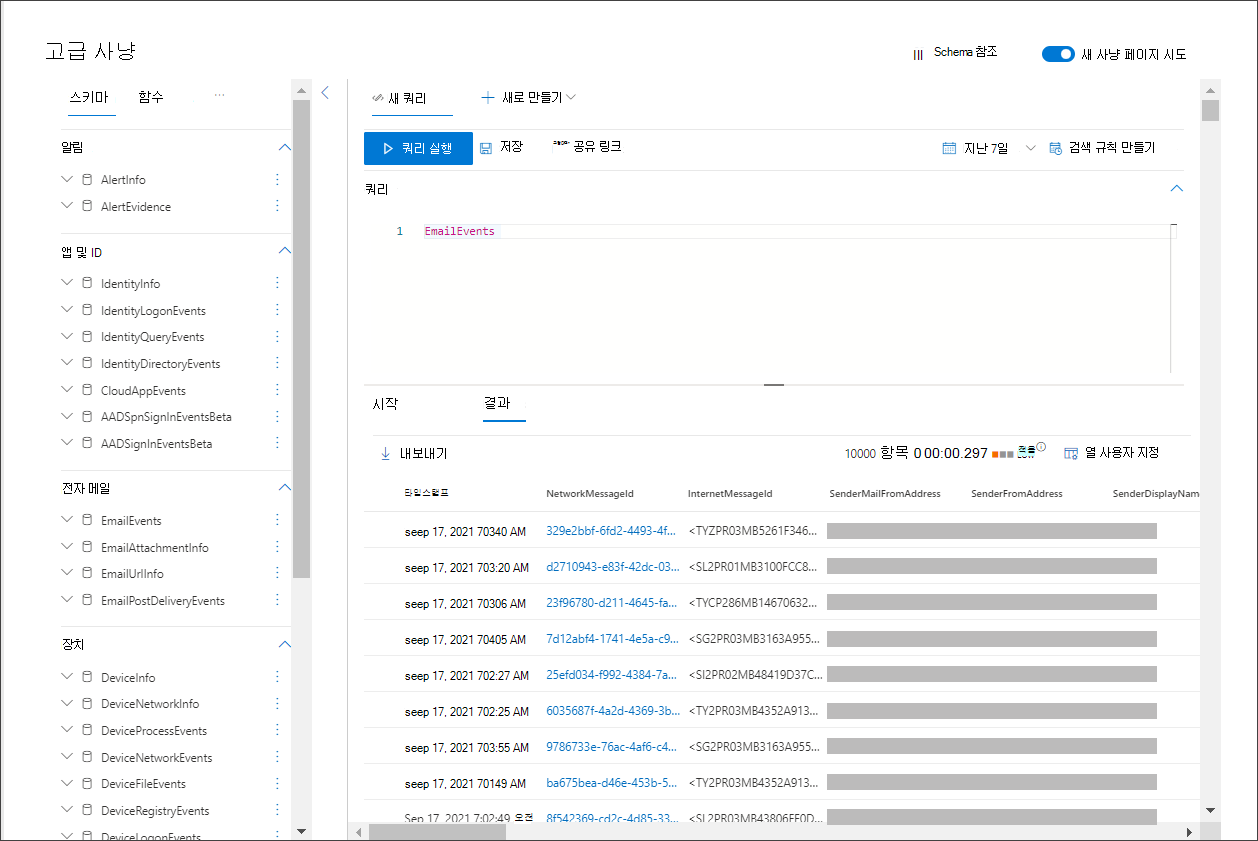 고급 사냥
Schema 참조
새 사냥 페이지 시도
스키마 함수 ...
알림
AlertInfo
AlertEvidence
앱 및 ID
IdentityInfo
IdentityLogonEvents
IdentityQueryEvents
IdentityDirectoryEvents
CloudAppEvents
AADSpnSignInEventsBeta
AADSignInEventsBeta
전자 메일
EmailEvents
EmailAttachmentInfo
EmailUrlInfo
EmailPostDeliveryEvents
장치
DeviceInfo
DeviceNetworkInfo
DeviceProcessEvents
DeviceNetworkEvents
DeviceFileEvents
DeviceRegistryEvents
DeviceLogonEvents
새 쿼리 새로 만들기
쿼리 실행 저장 공유 링크 지난 7일 검색 규칙 만들기
쿼리
1 EmailEvents
시작 결과
내보내기 10000 항목 0 00:00.297 열 사용자 지정
타임스탬프 NetworkMessageId InternetMessageId SenderMailFromAddress SenderFromAddress SenderDisplayNam
seep 17, 2021 70340 AM 329e2bbf-6fd2-4493-4f... <TYZPR03MB5261F346...
seep 17, 2021 703:20 AM d2710943-e83f-42dc-03... <SL2PR01MB3100FCC8...
seep 17, 2021 70306 AM 23f96780-d211-4645-fa... <TYCP286MB14670632...
seep 17, 2021 70405 AM 7d12abf4-1741-4e5a-c9... <SG2PR03MB3163A955...
seep 17, 2021 702:27 AM 25efd034-f992-4384-7a... <SI2PR02MB48419D37C...
seep 17, 2021 702:25 AM 6035687f-4a2d-4369-3b... <TY2PR03MB4352A913...
seep 17, 2021 703:55 AM 9786733e-76ac-4af6-c4... <SG2PR03MB3163A955...
seep 17, 2021 70149 AM ba675bea-d46e-453b-5... <TY2PR03MB4352A913...
Sep 17, 2021 7:02:49 오전 8f542369-cd2c-4d85-33... <SL2PR03MB43806FF0D...